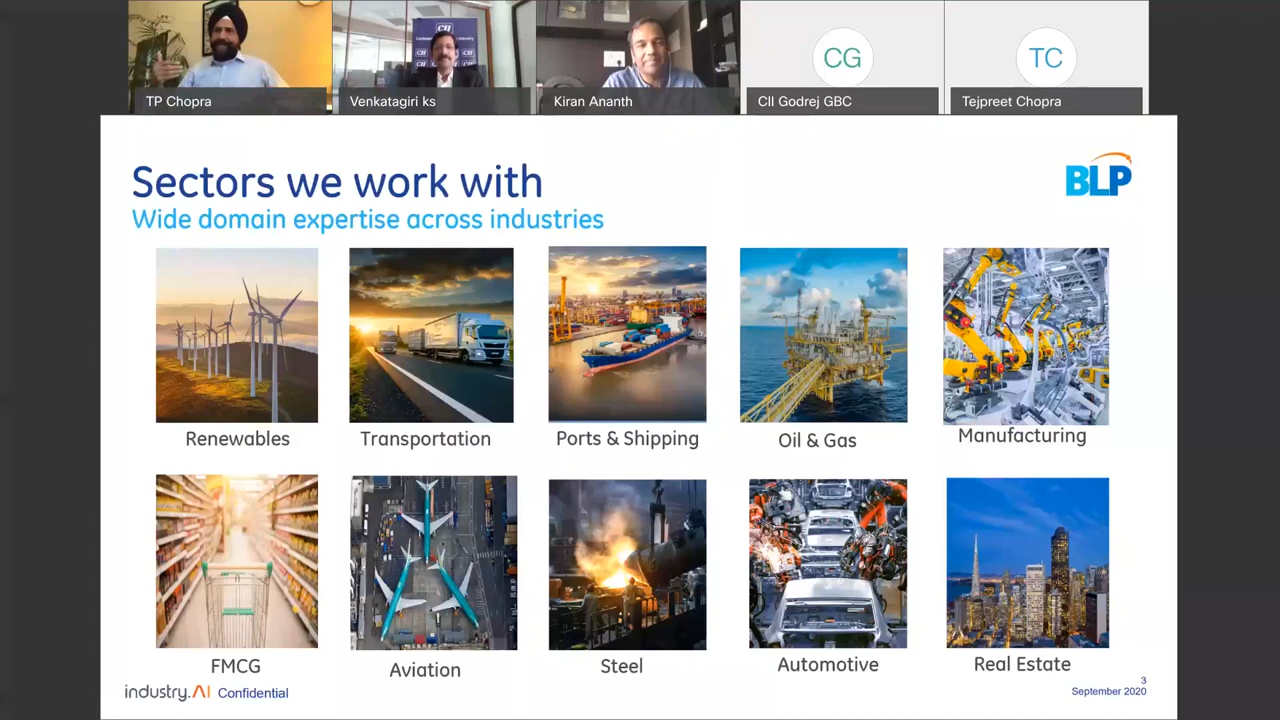 CII
TP Chopra
Venkatagiri ks
Kiran Ananth
CG
CII Godrej GBC
TC
Tejpreet Chopra
Sectors we work with
BLP
Wide domain expertise across industries
Renewables
Transportation
Ports & Shipping
Oil & Gas
Manufacturing
FMCG
Aviation
Steel
Automotive
Real Estate
industry.AI Confidential
3
September 2020